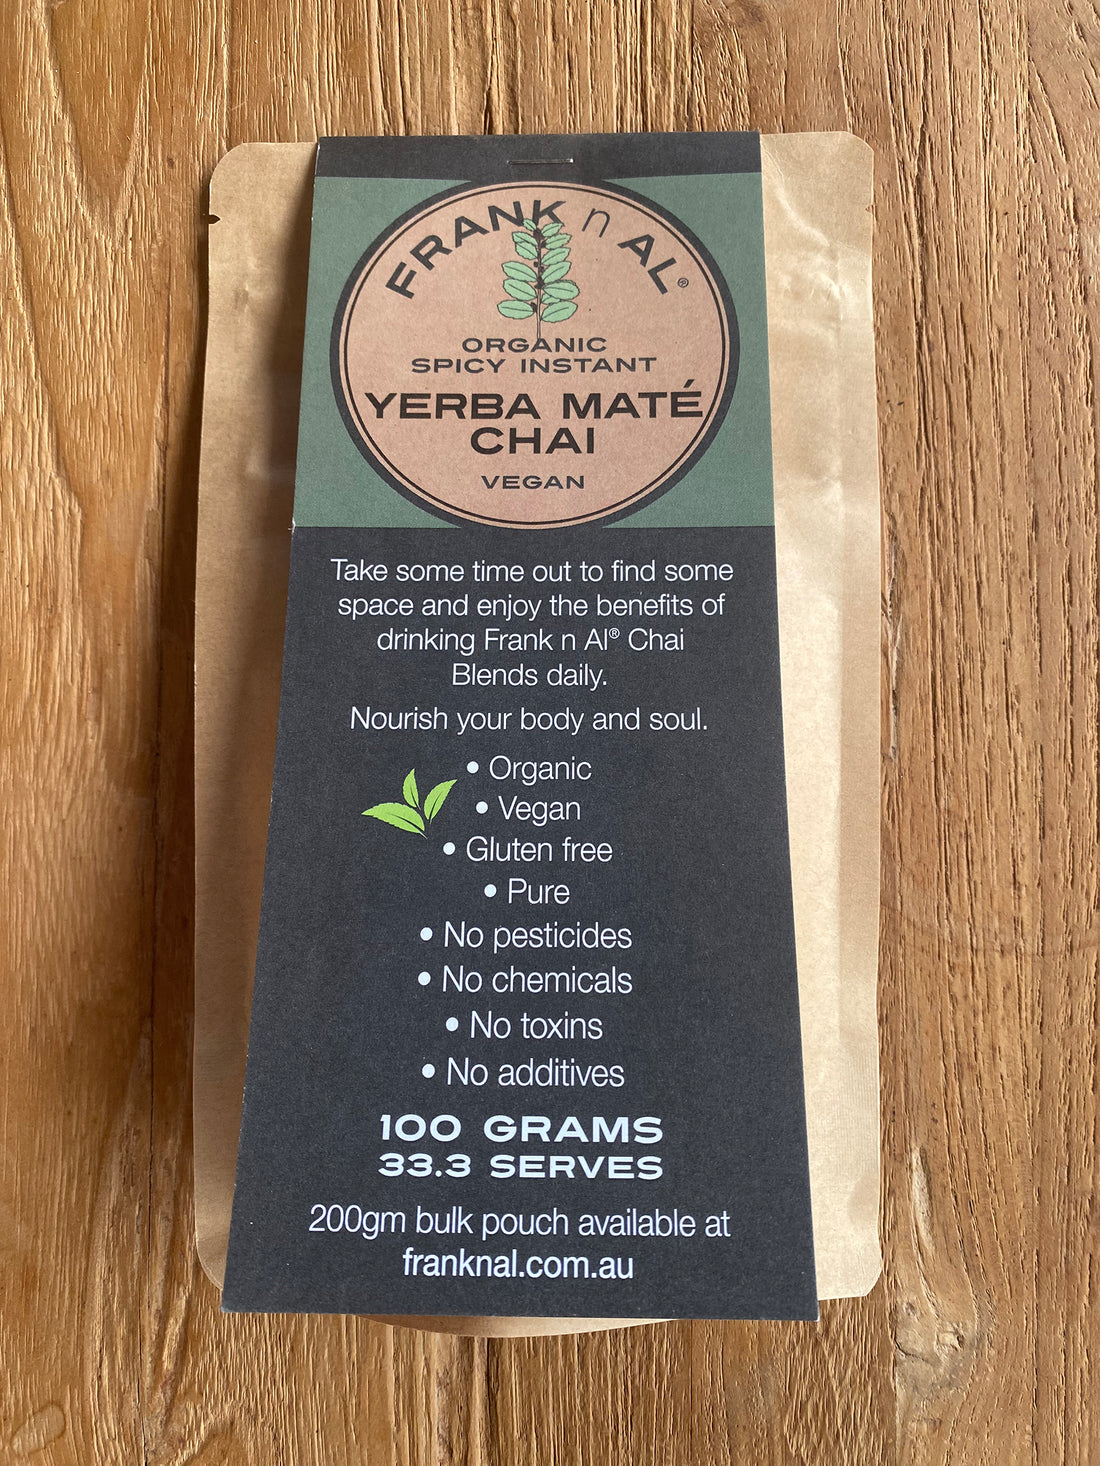 FRANK n AL®
ORGANIC
SPICY INSTANT
YERBA MATÉ
CHAI
VEGAN
Take some time out to find some
space and enjoy the benefits of
drinking Frank n Al® Chai
Blends daily.
Nourish your body and soul.
• Organic
• Vegan
• Gluten free
• Pure
• No pesticides
• No chemicals
• No toxins
• No additives
100 GRAMS
33.3 SERVES
200gm bulk pouch available at
franknal.com.au